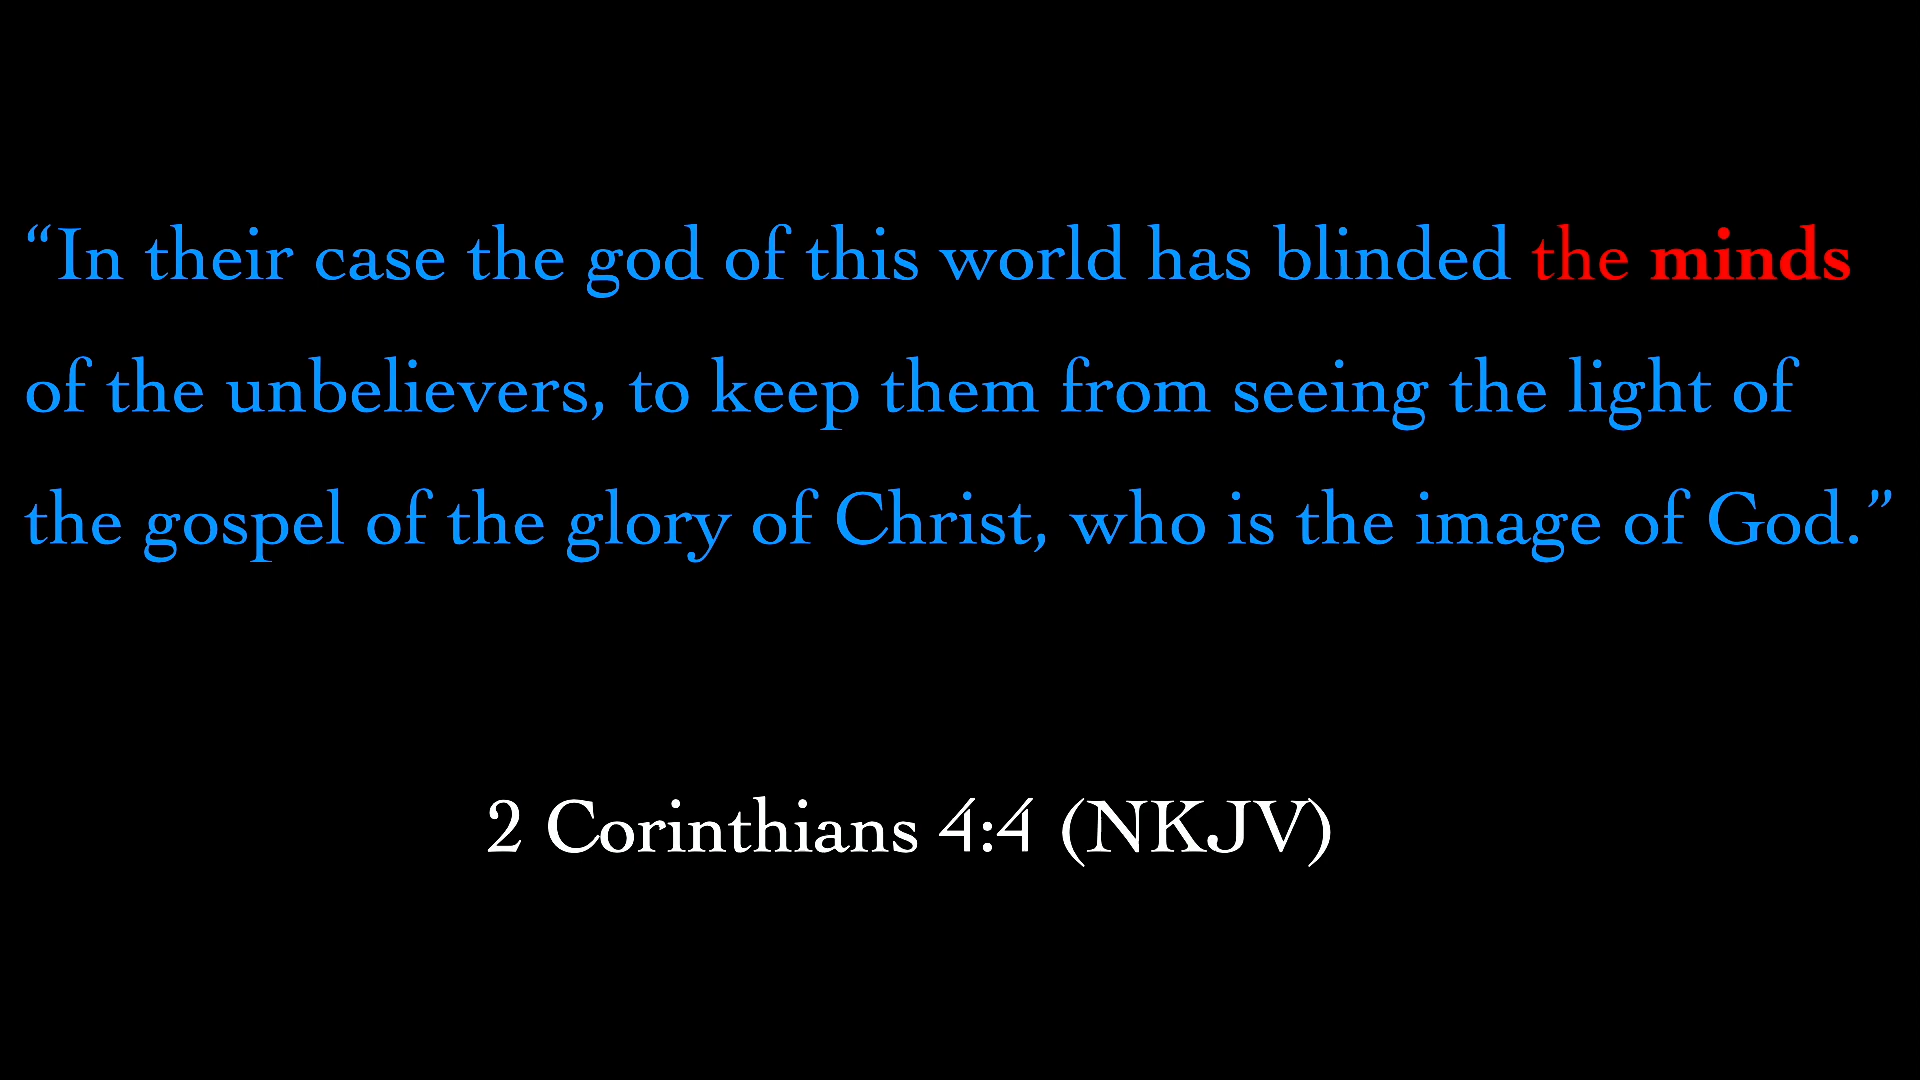 “In their case the god of this world has blinded the minds
of the unbelievers, to keep them from seeing the light of
the gospel of the glory of Christ, who is the image of God.”
2 Corinthians 4:4 (NKJV)